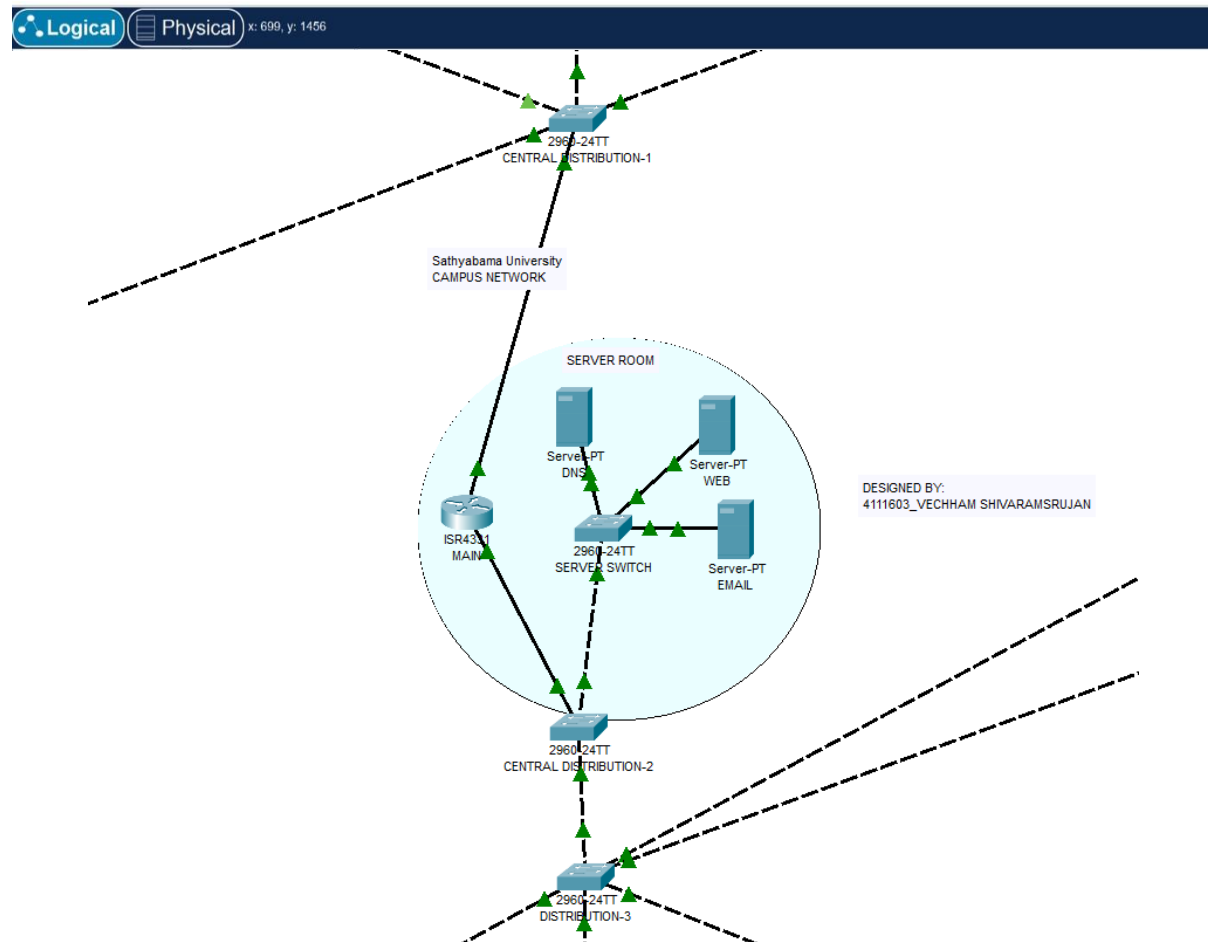 Logical
Physical
x: 699, y: 1456
2960-24TT
CENTRAL DISTRIBUTION-1
Sathyabama University
CAMPUS NETWORK
SERVER ROOM
Server-PT
DNS
Server-PT
WEB
DESIGNED BY:
4111603_VECHHAM SHIVARAMSRUJAN
ISR4331
MAIN
2960-24TT
SERVER SWITCH
Server-PT
EMAIL
2960-24TT
CENTRAL DISTRIBUTION-2
2960-24TT
DISTRIBUTION-3